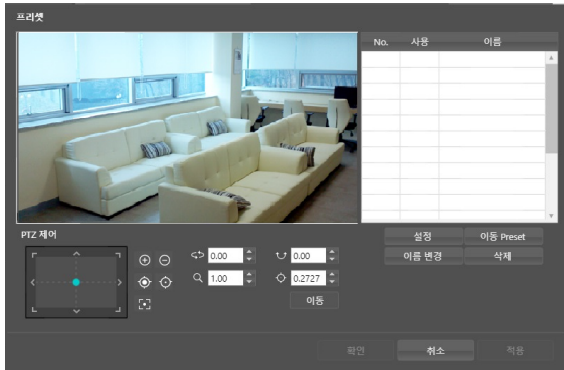 프리셋
No. 사용 이름
PTZ 제어
설정 이동 Preset
이름 변경 삭제
0.00 0.00
1.00 0.2727
이동
확인 취소 적용